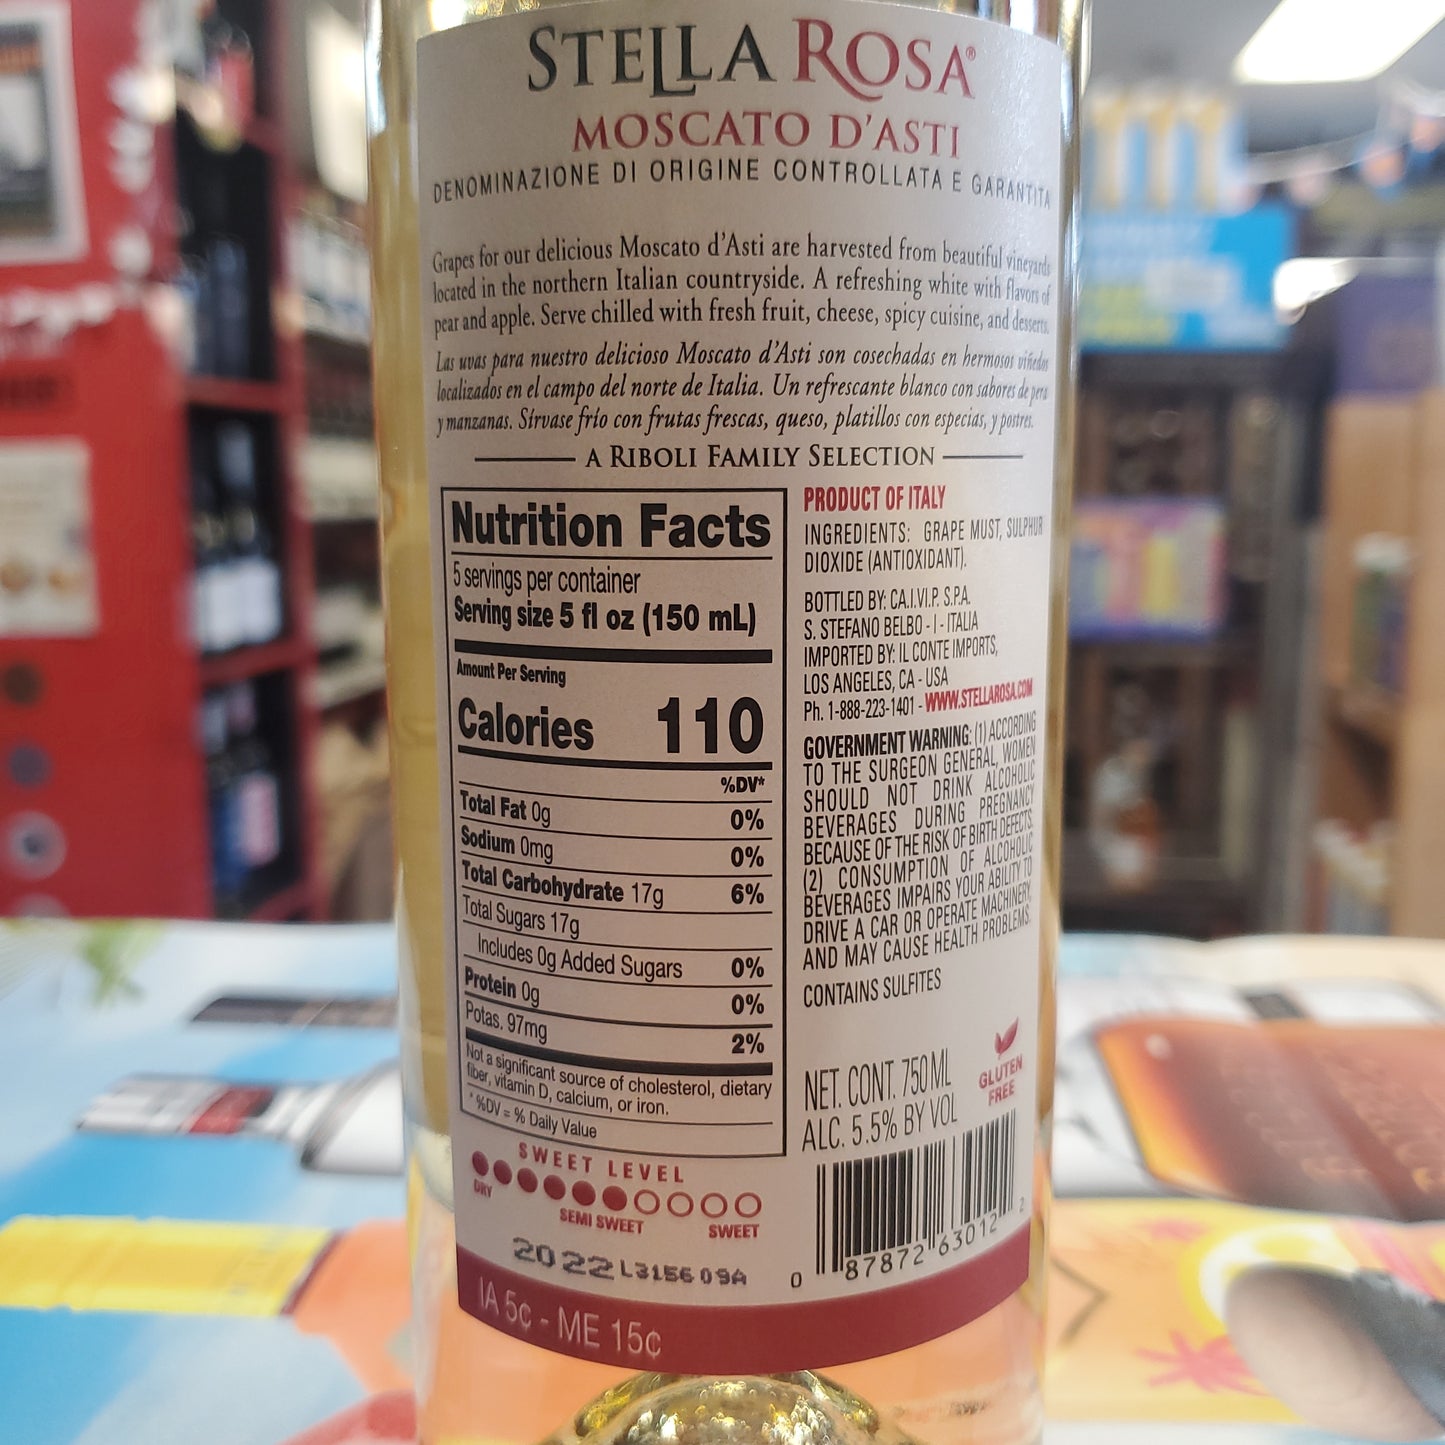 STELLA ROSA®
MOSCATO D'ASTI
DENOMINAZIONE DI ORIGINE CONTROLLATA E GARANTITA
Grapes for our delicious Moscato d'Asti are harvested from beautiful vineyards
located in the northern Italian countryside. A refreshing white with flavors of
pear and apple. Serve chilled with fresh fruit, cheese, spicy cuisine, and desserts.
Las uvas para nuestro delicioso Moscato d'Asti son cosechadas en hermosos viñedos
localizados en el campo del norte de Italia. Un refrescante blanco con sabores de pera
y manzanas. Sírvase frío con frutas frescas, queso, platillos con especias, y postres.
A RIBOLI FAMILY SELECTION
Nutrition Facts
5 servings per container
Serving size 5 fl oz (150 mL)
Amount Per Serving
Calories 110
%DV*
Total Fat 0g 0%
Sodium 0mg 0%
Total Carbohydrate 17g 6%
Total Sugars 17g
Includes 0g Added Sugars 0%
Protein 0g 0%
Potas. 97mg 2%
Not a significant source of cholesterol, dietary
fiber, vitamin D, calcium, or iron.
*%DV = % Daily Value
SWEET LEVEL
DRY
SEMI SWEET
SWEET
2022 L3156 09A
IA 5¢ - ME 15¢
PRODUCT OF ITALY
INGREDIENTS: GRAPE MUST, SULPHUR
DIOXIDE (ANTIOXIDANT).
BOTTLED BY: CA.I.VI.P. S.P.A.
S. STEFANO BELBO - I - ITALIA
IMPORTED BY: IL CONTE IMPORTS,
LOS ANGELES, CA - USA
Ph. 1-888-223-1401 - WWW.STELLAROSA.COM
GOVERNMENT WARNING: (1) ACCORDING
TO THE SURGEON GENERAL, WOMEN
SHOULD NOT DRINK ALCOHOLIC
BEVERAGES DURING PREGNANCY
BECAUSE OF THE RISK OF BIRTH DEFECTS.
(2) CONSUMPTION OF ALCOHOLIC
BEVERAGES IMPAIRS YOUR ABILITY TO
DRIVE A CAR OR OPERATE MACHINERY,
AND MAY CAUSE HEALTH PROBLEMS.
CONTAINS SULFITES
NET. CONT. 750 ML
ALC. 5.5% BY VOL
GLUTEN
FREE
0 87872 63012 2